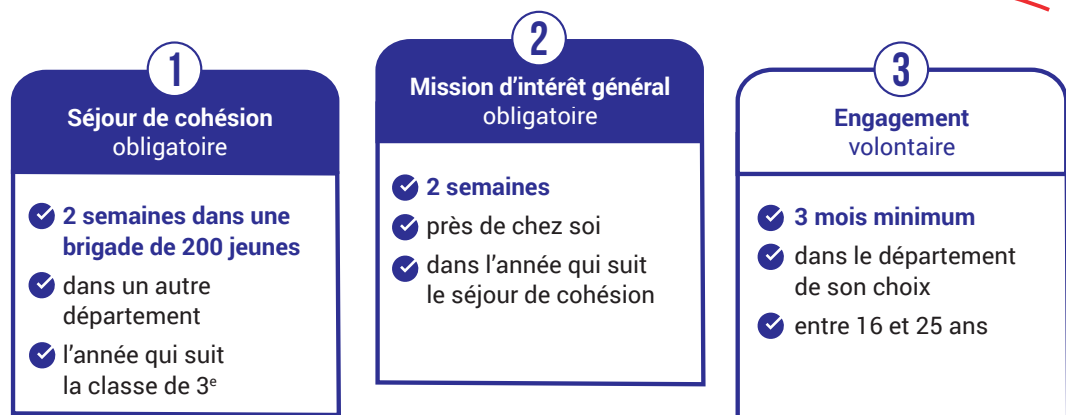 1
Séjour de cohésion
obligatoire
2 semaines dans une
brigade de 200 jeunes
dans un autre
département
l'année qui suit
la classe de 3e
2
Mission d'intérêt général
obligatoire
2 semaines
près de chez soi
dans l'année qui suit
le séjour de cohésion
3
Engagement
volontaire
3 mois minimum
dans le département
de son choix
entre 16 et 25 ans